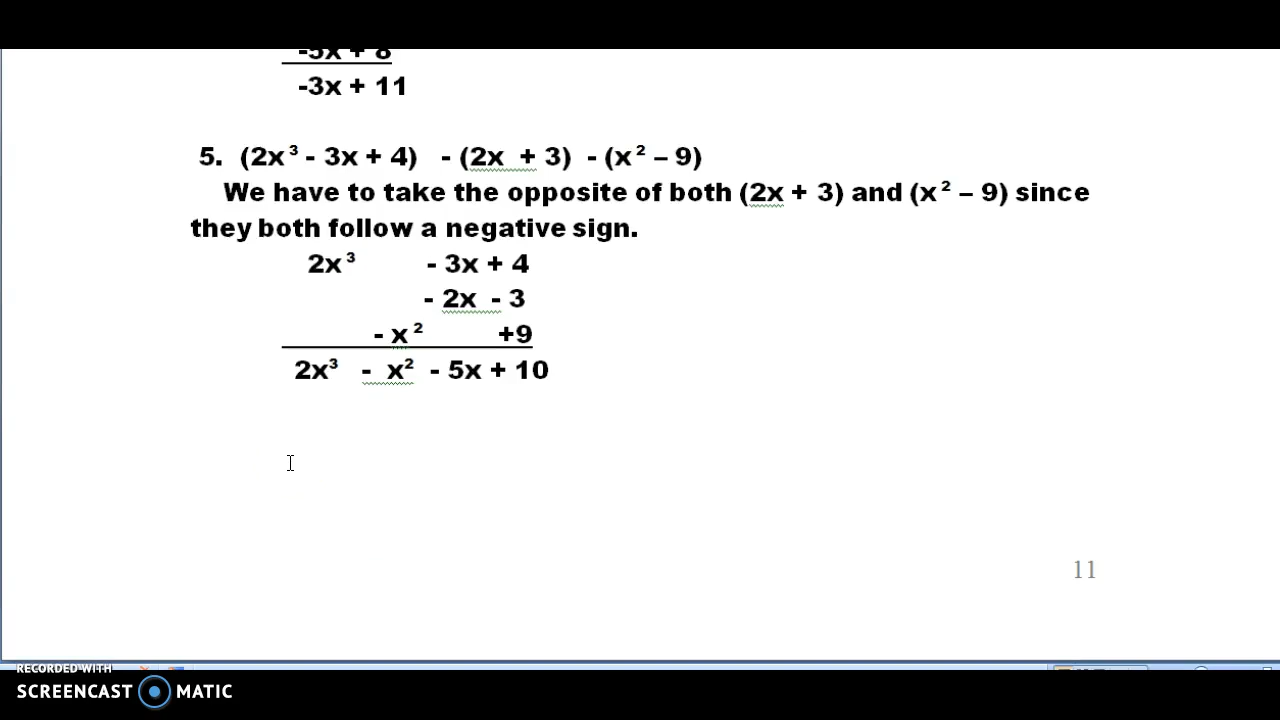 -5x + 8
-3x + 11
5. (2x³ - 3x + 4) - (2x + 3) - (x² – 9)
We have to take the opposite of both (2x + 3) and (x² – 9) since
they both follow a negative sign.
2x³ - 3x + 4
- 2x - 3
- x² +9
2x³ - x² - 5x + 10
11
RECORDED WITH
SCREENCAST MATIC